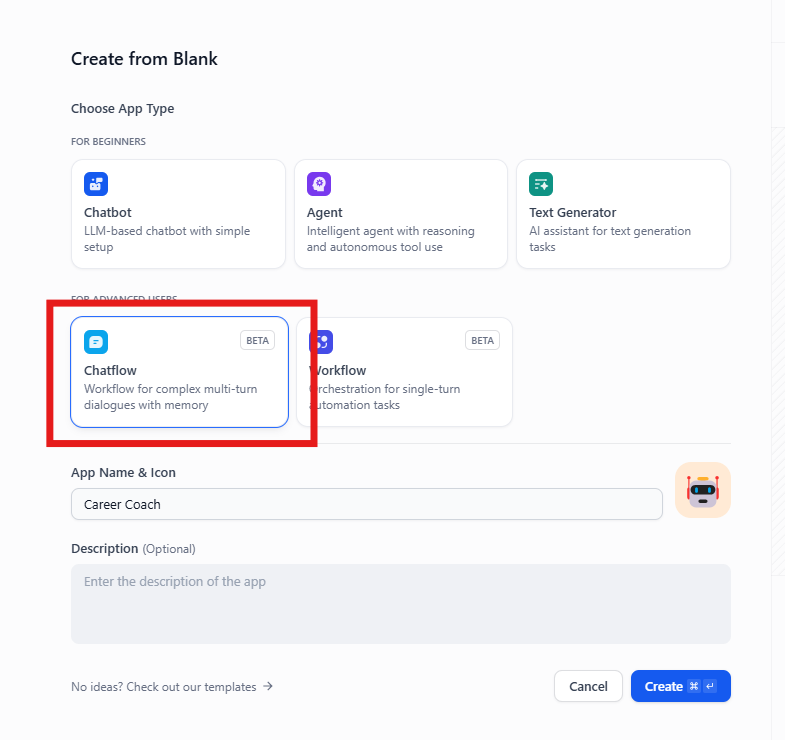 Create from Blank
Choose App Type
FOR BEGINNERS
Chatbot
LLM-based chatbot with simple
setup
Agent
Intelligent agent with reasoning
and autonomous tool use
Text Generator
AI assistant for text generation
tasks
FOR ADVANCED USERS
BETA
Chatflow
Workflow for complex multi-turn
dialogues with memory
BETA
Workflow
Orchestration for single-turn
automation tasks
App Name & Icon
Career Coach
Description (Optional)
Enter the description of the app
No ideas? Check out our templates →
Cancel
Create ⌘ ↵